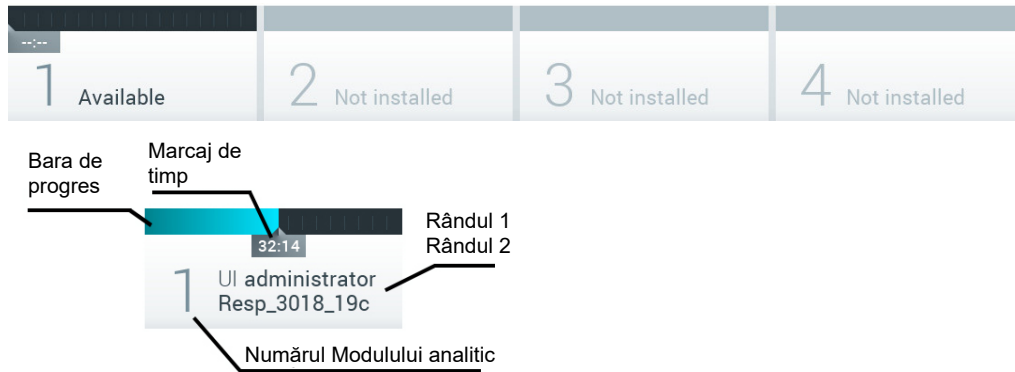 --:--
1 Available
2 Not installed
3 Not installed
4 Not installed
Bara de
progres
Marcaj de
timp
Rândul 1
Rândul 2
32:14
1
UI administrator
Resp_3018_19c
Numărul Modulului analitic